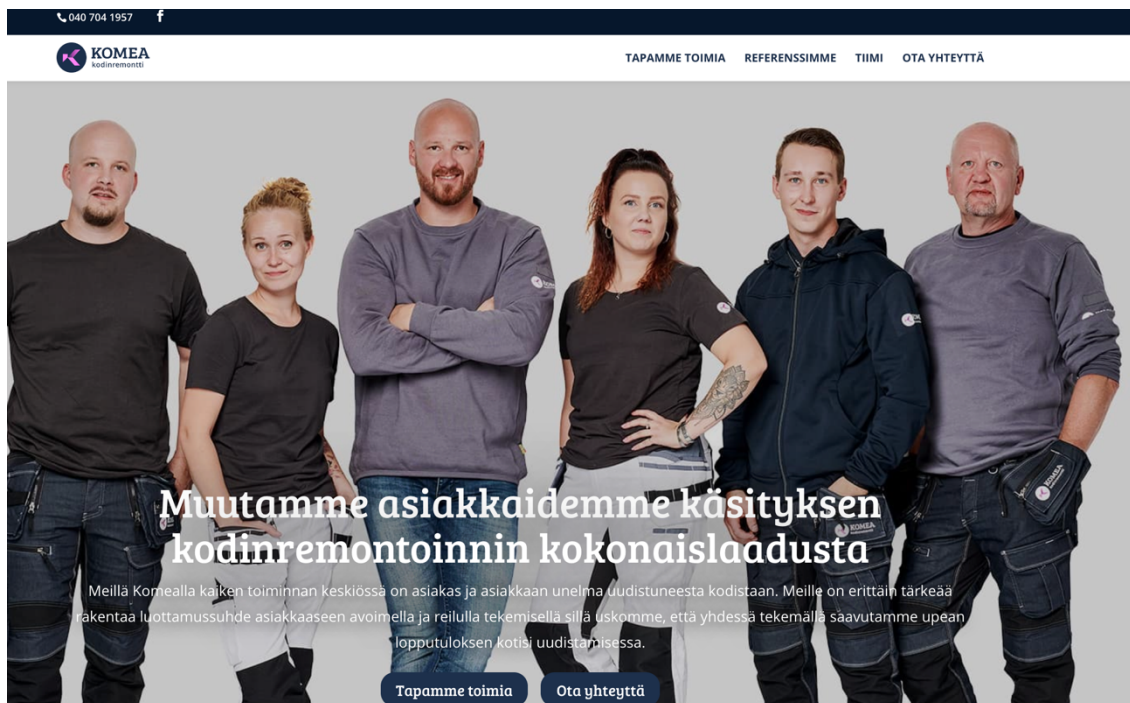 040 704 1957 f
KOMEA
kodinremontti
TAPAMME TOIMIA REFERENSSIMME TIIMI OTA YHTEYTTÄ
KOMEA
KOMEA
Muutamme asiakkaidemme käsityksen
kodinremontoinnin kokonaislaadusta
Meillä Komealla kaiken toiminnan keskiössä on asiakas ja asiakkaan unelma uudistuneesta kodistaan. Meille on erittäin tärkeää
rakentaa luottamussuhde asiakkaaseen avoimella ja reilulla tekemisellä sillä uskomme, että yhdessä tekemällä saavutamme upean
lopputuloksen kotisi uudistamisessa.
Tapamme toimia Ota yhteyttä